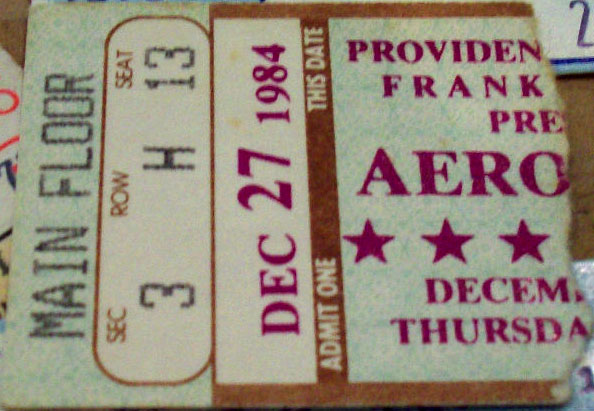 MAIN FLOOR
SEC 3 ROW H SEAT 13
DEC 27 1984
ADMIT ONE THIS DATE
PROVIDEN
FRANK
PRE
AERO
DECEM
THURSDA
2